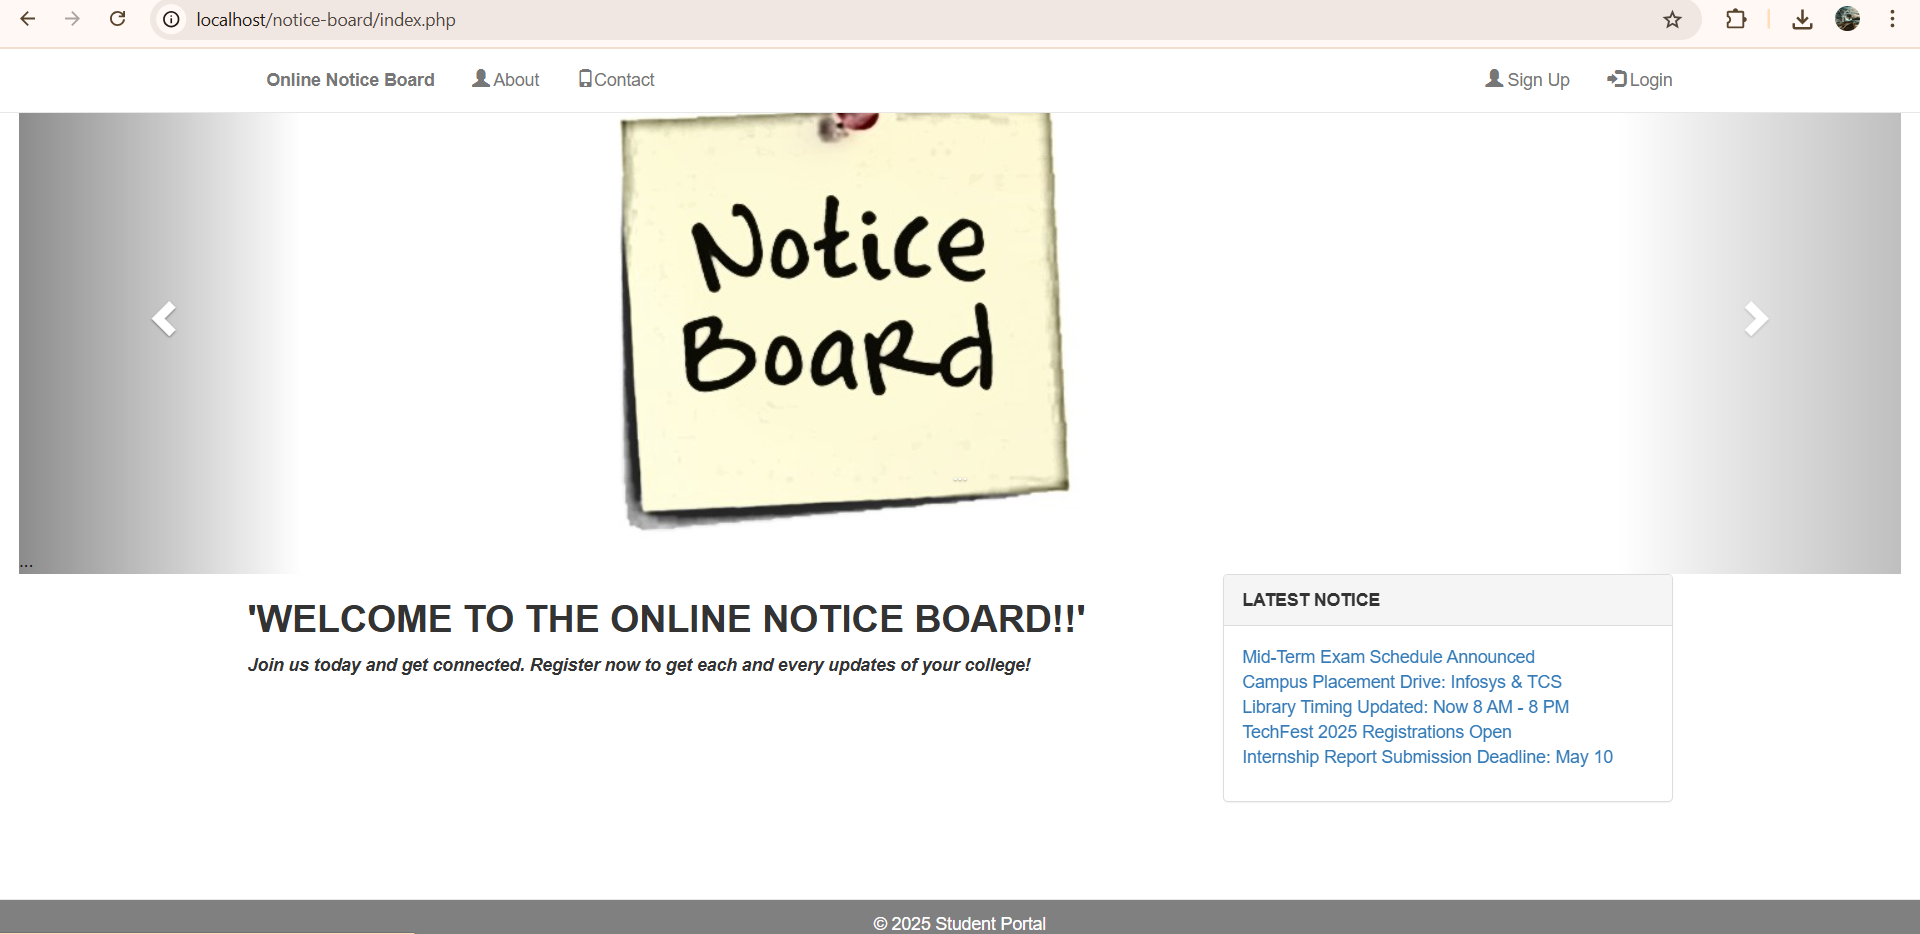 localhost/notice-board/index.php
Online Notice Board About Contact Sign Up Login
Notice
Board
...
...
'WELCOME TO THE ONLINE NOTICE BOARD!!'
Join us today and get connected. Register now to get each and every updates of your college!
LATEST NOTICE
Mid-Term Exam Schedule Announced
Campus Placement Drive: Infosys & TCS
Library Timing Updated: Now 8 AM - 8 PM
TechFest 2025 Registrations Open
Internship Report Submission Deadline: May 10
© 2025 Student Portal